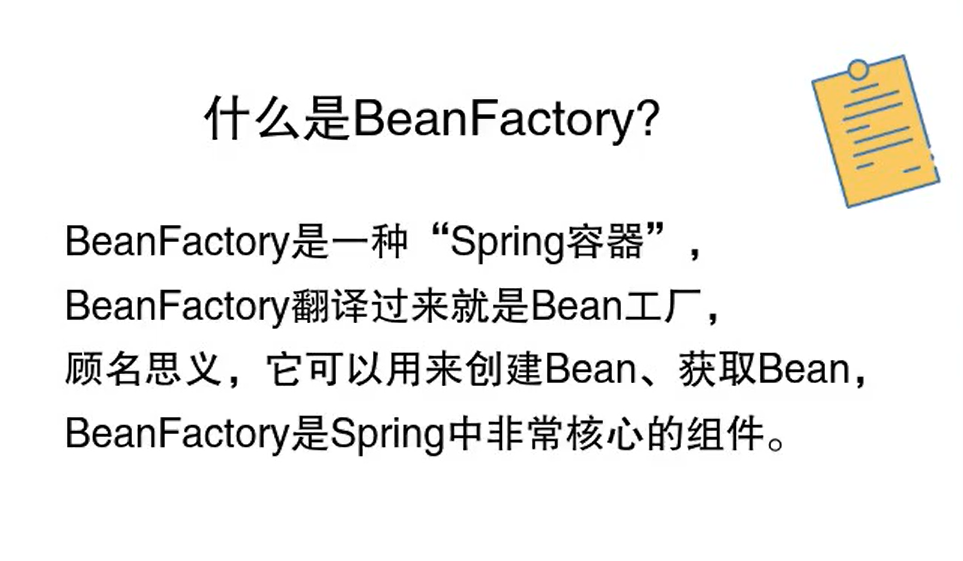 什么是BeanFactory?
BeanFactory是一种“Spring容器”，
BeanFactory翻译过来就是Bean工厂，
顾名思义，它可以用来创建Bean、获取Bean，
BeanFactory是Spring中非常核心的组件。